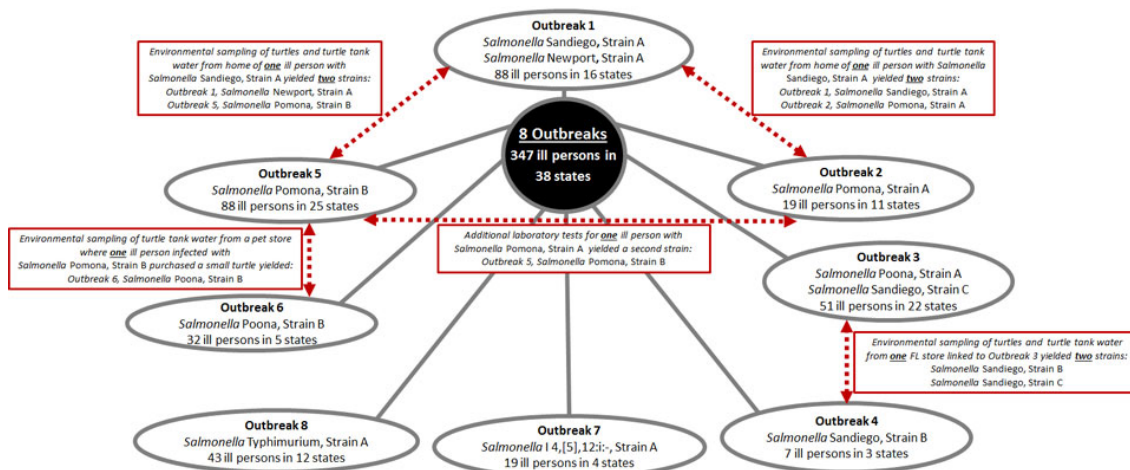 Outbreak 1
Salmonella Sandiego, Strain A
Salmonella Newport, Strain A
88 ill persons in 16 states
Environmental sampling of turtles and turtle tank
water from home of one ill person with
Salmonella Sandiego, Strain A yielded two strains:
Outbreak 1, Salmonella Newport, Strain A
Outbreak 5, Salmonella Pomona, Strain B
Environmental sampling of turtles and turtle tank
water from home of one ill person with Salmonella
Sandiego, Strain A yielded two strains:
Outbreak 1, Salmonella Sandiego, Strain A
Outbreak 2, Salmonella Pomona, Strain A
8 Outbreaks
347 ill persons in
38 states
Outbreak 5
Salmonella Pomona, Strain B
88 ill persons in 25 states
Outbreak 2
Salmonella Pomona, Strain A
19 ill persons in 11 states
Environmental sampling of turtle tank water from a pet store
where one ill person infected with
Salmonella Pomona, Strain B purchased a small turtle yielded:
Outbreak 6, Salmonella Poona, Strain B
Additional laboratory tests for one ill person with
Salmonella Pomona, Strain A yielded a second strain:
Outbreak 5, Salmonella Pomona, Strain B
Outbreak 3
Salmonella Poona, Strain A
Salmonella Sandiego, Strain C
51 ill persons in 22 states
Outbreak 6
Salmonella Poona, Strain B
32 ill persons in 5 states
Environmental sampling of turtles and turtle tank water
from one FL store linked to Outbreak 3 yielded two strains:
Salmonella Sandiego, Strain B
Salmonella Sandiego, Strain C
Outbreak 8
Salmonella Typhimurium, Strain A
43 ill persons in 12 states
Outbreak 7
Salmonella I 4,[5],12:i:-, Strain A
19 ill persons in 4 states
Outbreak 4
Salmonella Sandiego, Strain B
7 ill persons in 3 states